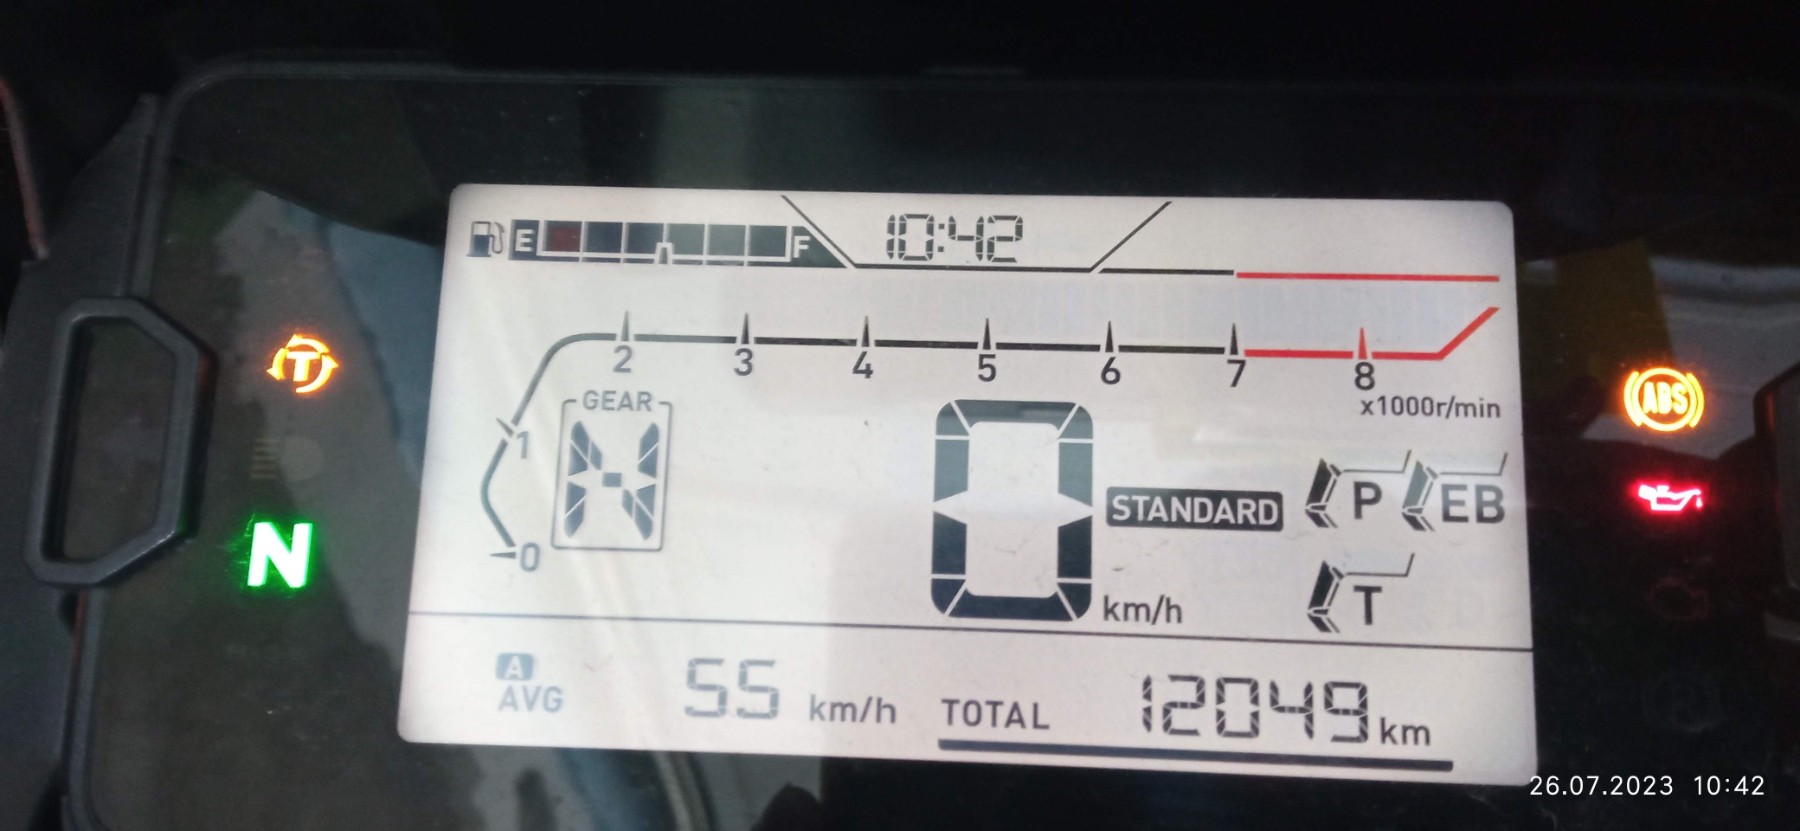 E F 10:42
2 3 4 5 6 7 8
x1000r/min
GEAR
1
N
0
0
km/h
STANDARD
P EB
T
T
N
ABS
A
AVG 55 km/h TOTAL 12049 km
26.07.2023 10:42